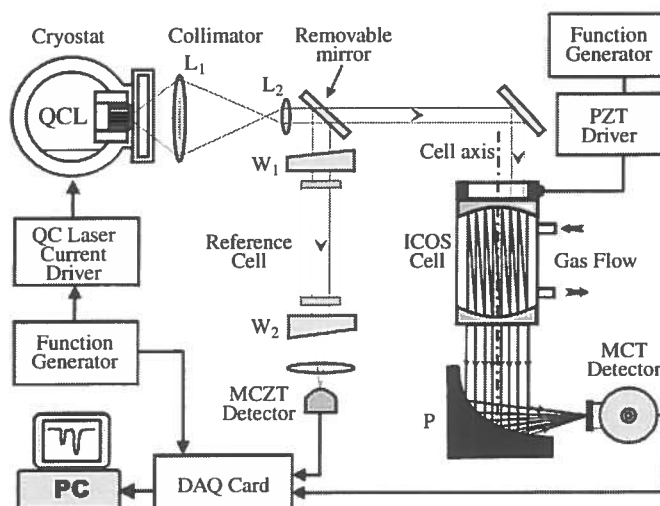 Cryostat
Collimator
Removable
mirror
Function
Generator
L1
L2
QCL
PZT
Driver
W1
Cell axis
QC Laser
Current
Driver
Reference
Cell
ICOS
Cell
Gas Flow
Function
Generator
W2
MCZT
Detector
MCT
Detector
P
PC
DAQ Card